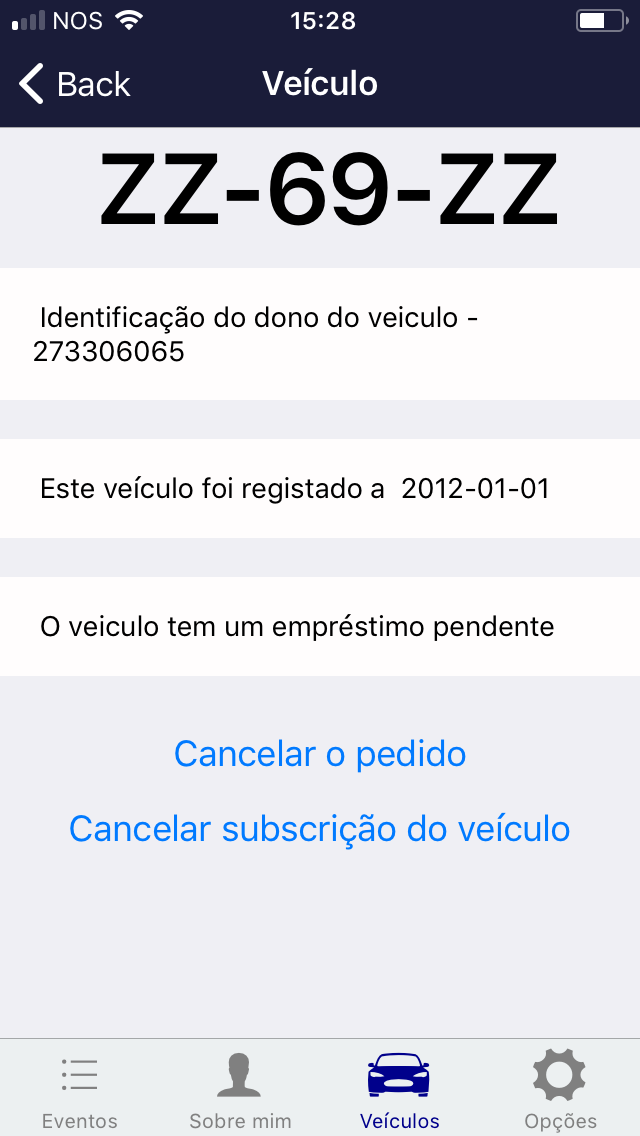 NOS 15:28
Back Veículo
ZZ-69-ZZ
Identificação do dono do veiculo -
273306065
Este veículo foi registado a 2012-01-01
O veiculo tem um empréstimo pendente
Cancelar o pedido
Cancelar subscrição do veículo
Eventos Sobre mim Veículos Opções